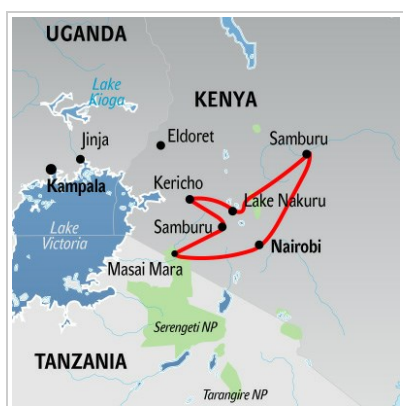 UGANDA
Lake
Kioga
KENYA
Jinja
Eldoret
Samburu
Kampala
Kericho
Lake Nakuru
Lake
Victoria
Samburu
Nairobi
Masai Mara
Serengeti NP
TANZANIA
Tarangire NP